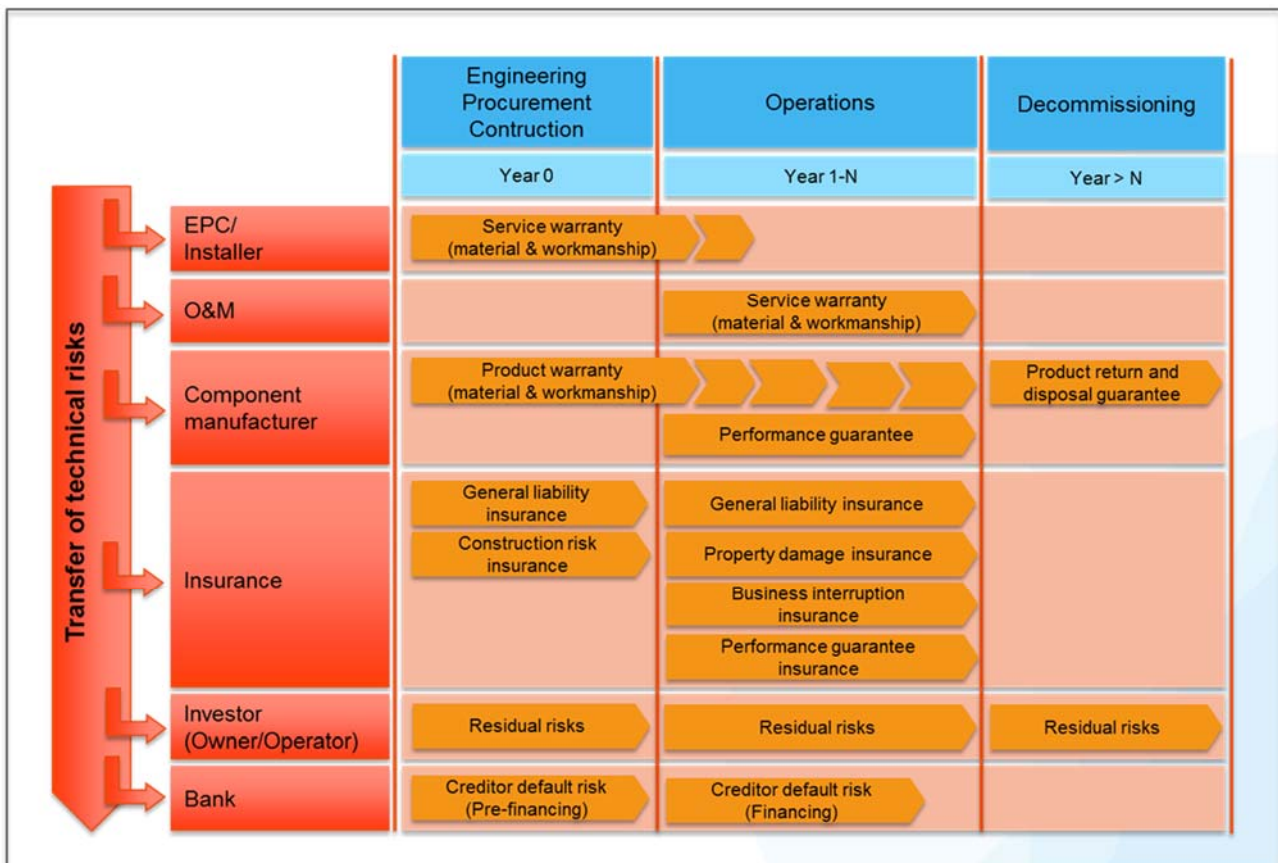 Engineering
Procurement
Contruction
Operations
Decommissioning
Year 0
Year 1-N
Year > N
Transfer of technical risks
EPC/
Installer
Service warranty
(material & workmanship)
O&M
Service warranty
(material & workmanship)
Component
manufacturer
Product warranty
(material & workmanship)
Product return and
disposal guarantee
Performance guarantee
Insurance
General liability
insurance
General liability insurance
Construction risk
insurance
Property damage insurance
Business interruption
insurance
Performance guarantee
insurance
Investor
(Owner/Operator)
Residual risks
Residual risks
Residual risks
Bank
Creditor default risk
(Pre-financing)
Creditor default risk
(Financing)